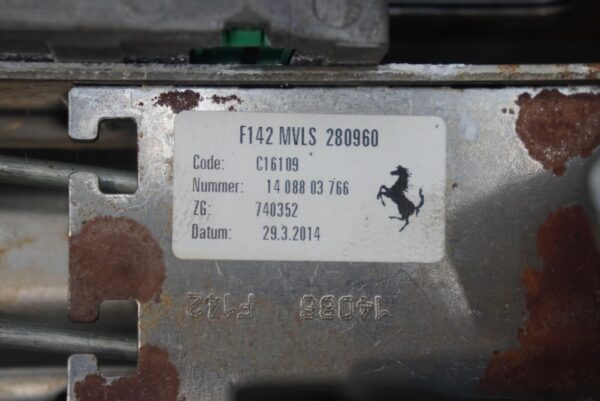 F142 MVLS 280960
Code: C16109
Nummer: 14 088 03 766
ZG: 740352
Datum: 29.3.2014
14088 F142